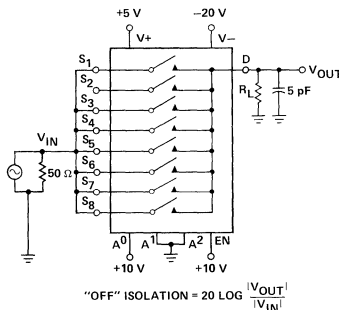 +5 V
−20 V
V+
V−
S1
S2
S3
S4
S5
S6
S7
S8
D
VOUT
RL
5 pF
VIN
50 Ω
A0
A1
A2
EN
+10 V
+10 V
"OFF" ISOLATION = 20 LOG |VOUT|
|VIN|